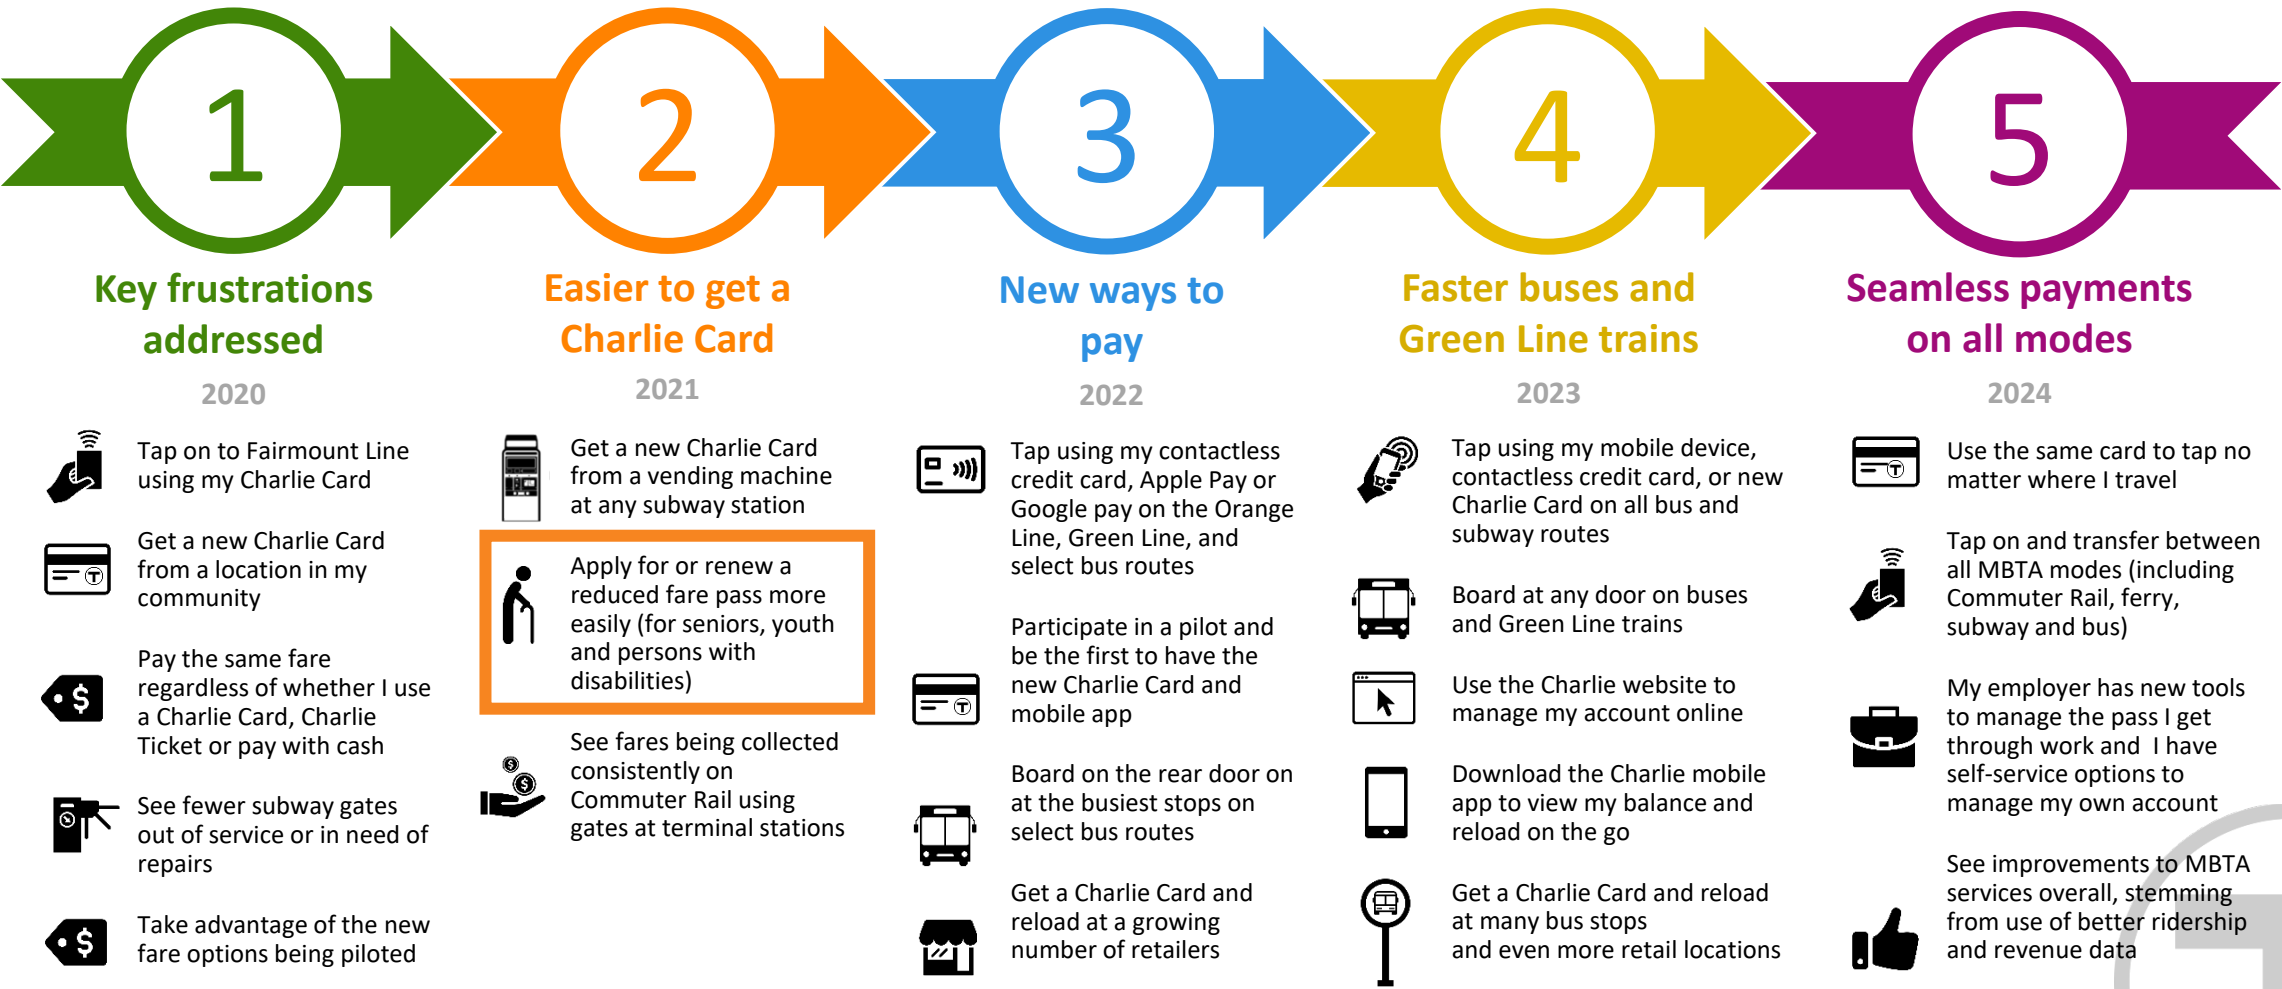 1
Key frustrations
addressed
2020
Tap on to Fairmount Line
using my Charlie Card
Get a new Charlie Card
from a location in my
community
Pay the same fare
regardless of whether I use
a Charlie Card, Charlie
Ticket or pay with cash
See fewer subway gates
out of service or in need of
repairs
Take advantage of the new
fare options being piloted
2
Easier to get a
Charlie Card
2021
Get a new Charlie Card
from a vending machine
at any subway station
Apply for or renew a
reduced fare pass more
easily (for seniors, youth
and persons with
disabilities)
See fares being collected
consistently on
Commuter Rail using
gates at terminal stations
3
New ways to
pay
2022
Tap using my contactless
credit card, Apple Pay or
Google pay on the Orange
Line, Green Line, and
select bus routes
Participate in a pilot and
be the first to have the
new Charlie Card and
mobile app
Board on the rear door on
at the busiest stops on
select bus routes
Get a Charlie Card and
reload at a growing
number of retailers
4
Faster buses and
Green Line trains
2023
Tap using my mobile device,
contactless credit card, or new
Charlie Card on all bus and
subway routes
Board at any door on buses
and Green Line trains
Use the Charlie website to
manage my account online
Download the Charlie mobile
app to view my balance and
reload on the go
Get a Charlie Card and reload
at many bus stops
and even more retail locations
5
Seamless payments
on all modes
2024
Use the same card to tap no
matter where I travel
Tap on and transfer between
all MBTA modes (including
Commuter Rail, ferry,
subway and bus)
My employer has new tools
to manage the pass I get
through work and  I have
self-service options to
manage my own account
See improvements to MBTA
services overall, stemming
from use of better ridership
and revenue data